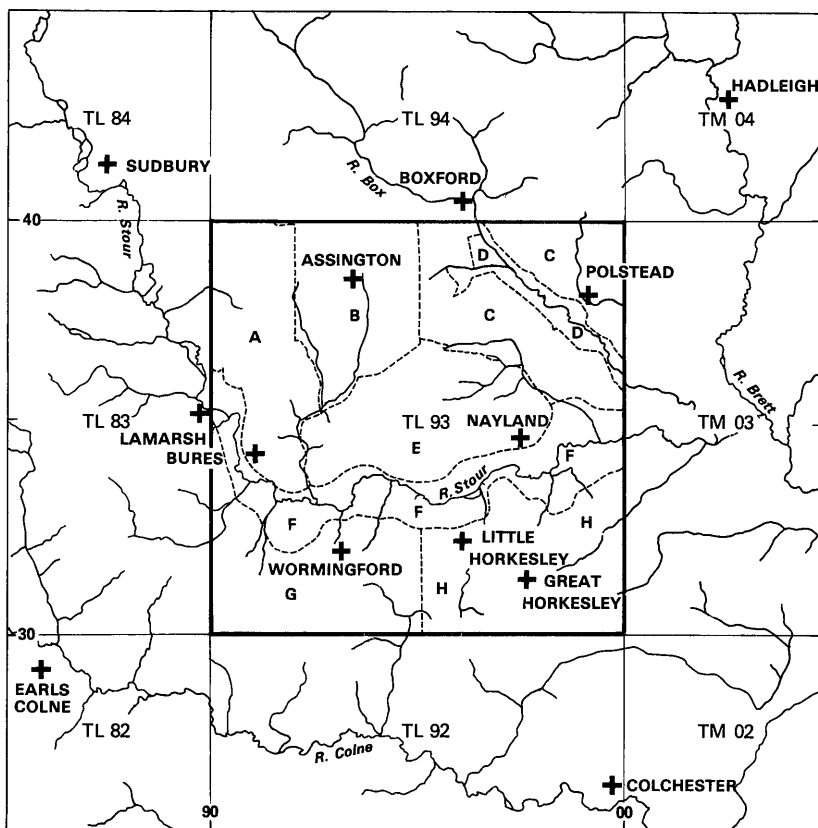 HADLEIGH
TL 84
TL 94
TM 04
SUDBURY
R. Box
BOXFORD
R. Stour
40
ASSINGTON
D
C
POLSTEAD
A
B
C
D
R. Brett
TL 83
LAMARSH
BURES
TL 93
NAYLAND
TM 03
E
F
R. Stour
F
F
H
LITTLE
HORKESLEY
WORMINGFORD
G
H
GREAT
HORKESLEY
30
EARLS
COLNE
TL 82
TL 92
TM 02
R. Colne
COLCHESTER
90
00